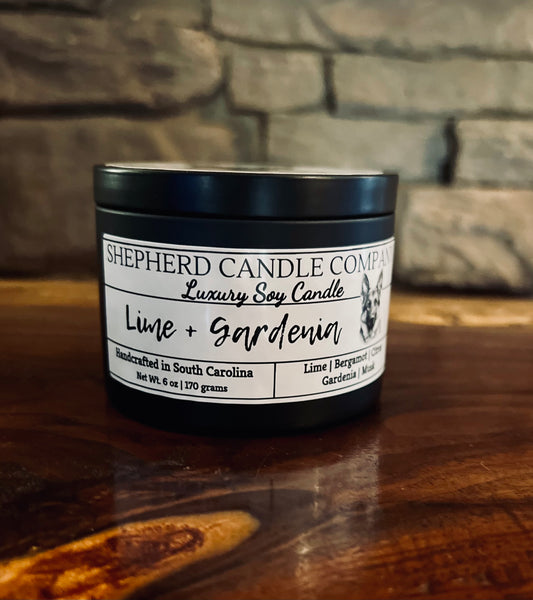 SHEPHERD CANDLE COMPAN
Luxury Soy Candle
Lime + Gardenia
Handcrafted in South Carolina
Net Wt. 6 oz | 170 grams
Lime | Bergamot | Citrus
Gardenia | Musk